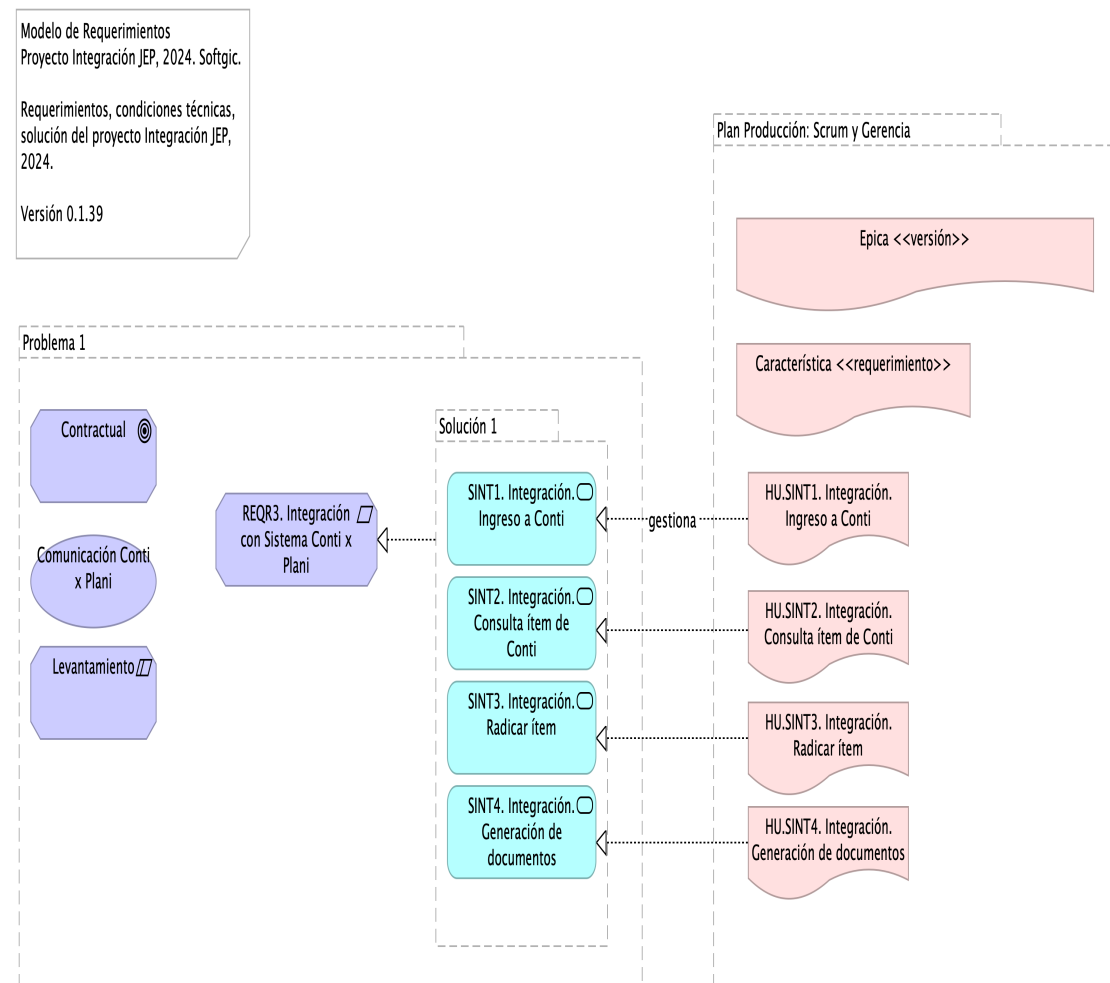 Modelo de Requerimientos
Proyecto Integración JEP, 2024. Softgic.
Requerimientos, condiciones técnicas,
solución del proyecto Integración JEP,
2024.
Versión 0.1.39
Plan Producción: Scrum y Gerencia
Epica <<versión>>
Característica <<requerimiento>>
Problema 1
Contractual
Comunicación Conti
x Plani
Levantamiento
REQR3. Integración
con Sistema Conti x
Plani
Solución 1
SINT1. Integración.
Ingreso a Conti
gestiona
HU.SINT1. Integración.
Ingreso a Conti
SINT2. Integración.
Consulta ítem de
Conti
HU.SINT2. Integración.
Consulta ítem de Conti
SINT3. Integración.
Radicar ítem
HU.SINT3. Integración.
Radicar ítem
SINT4. Integración.
Generación de
documentos
HU.SINT4. Integración.
Generación de documentos